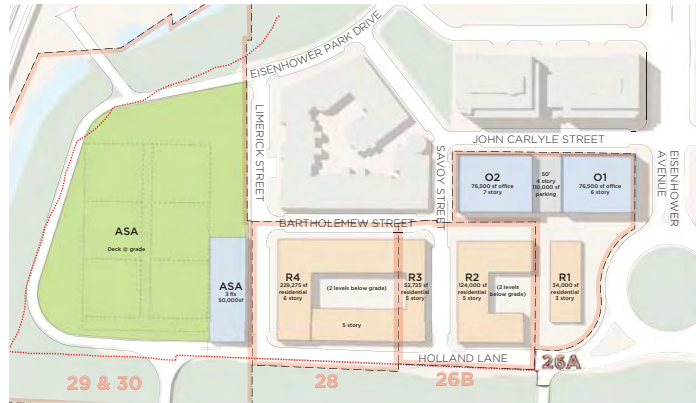 EISENHOWER PARK DRIVE
LIMERICK STREET
JOHN CARLYLE STREET
SAVOY STREET
EISENHOWER
AVENUE
O2
76,500 sf office
7 story
50'
4 story
110,000 sf
parking
O1
76,500 sf office
6 story
BARTHOLEMEW STREET
ASA
Deck @ grade
ASA
3 fls
50,000sf
R4
229,275 sf of
residential
6 story
(2 levels below grade)
5 story
R3
52,725 sf of
residential
5 story
R2
124,000 sf of
residential
5 story
(2 levels
below grade)
R1
34,000 sf of
residential
3 story
HOLLAND LANE
29 & 30
28
26B
26A